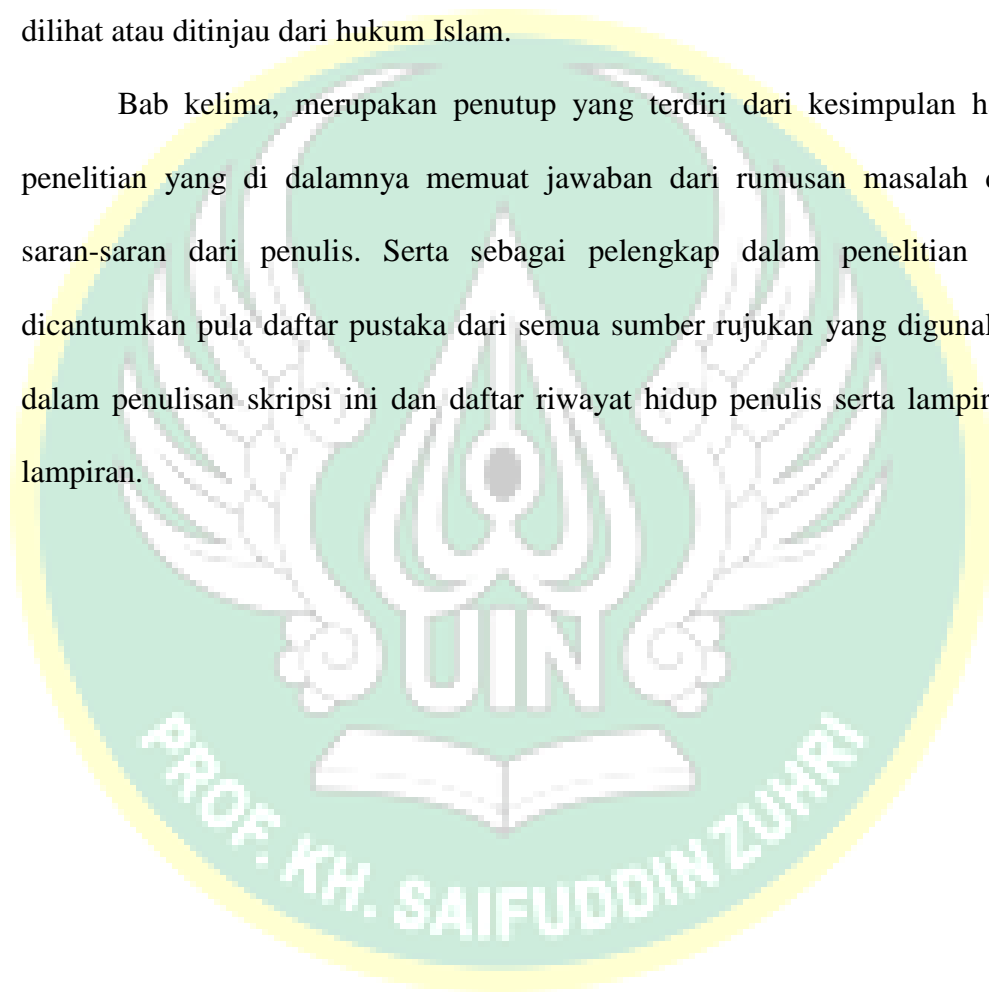 dilihat atau ditinjau dari hukum Islam.
Bab kelima, merupakan penutup yang terdiri dari kesimpulan h
penelitian yang di dalamnya memuat jawaban dari rumusan masalah
saran-saran dari penulis. Serta sebagai pelengkap dalam penelitian
dicantumkan pula daftar pustaka dari semua sumber rujukan yang digunal
dalam penulisan skripsi ini dan daftar riwayat hidup penulis serta lampir
lampiran.
UIN
PROF. KH. SAIFUDDIN ZUHRI